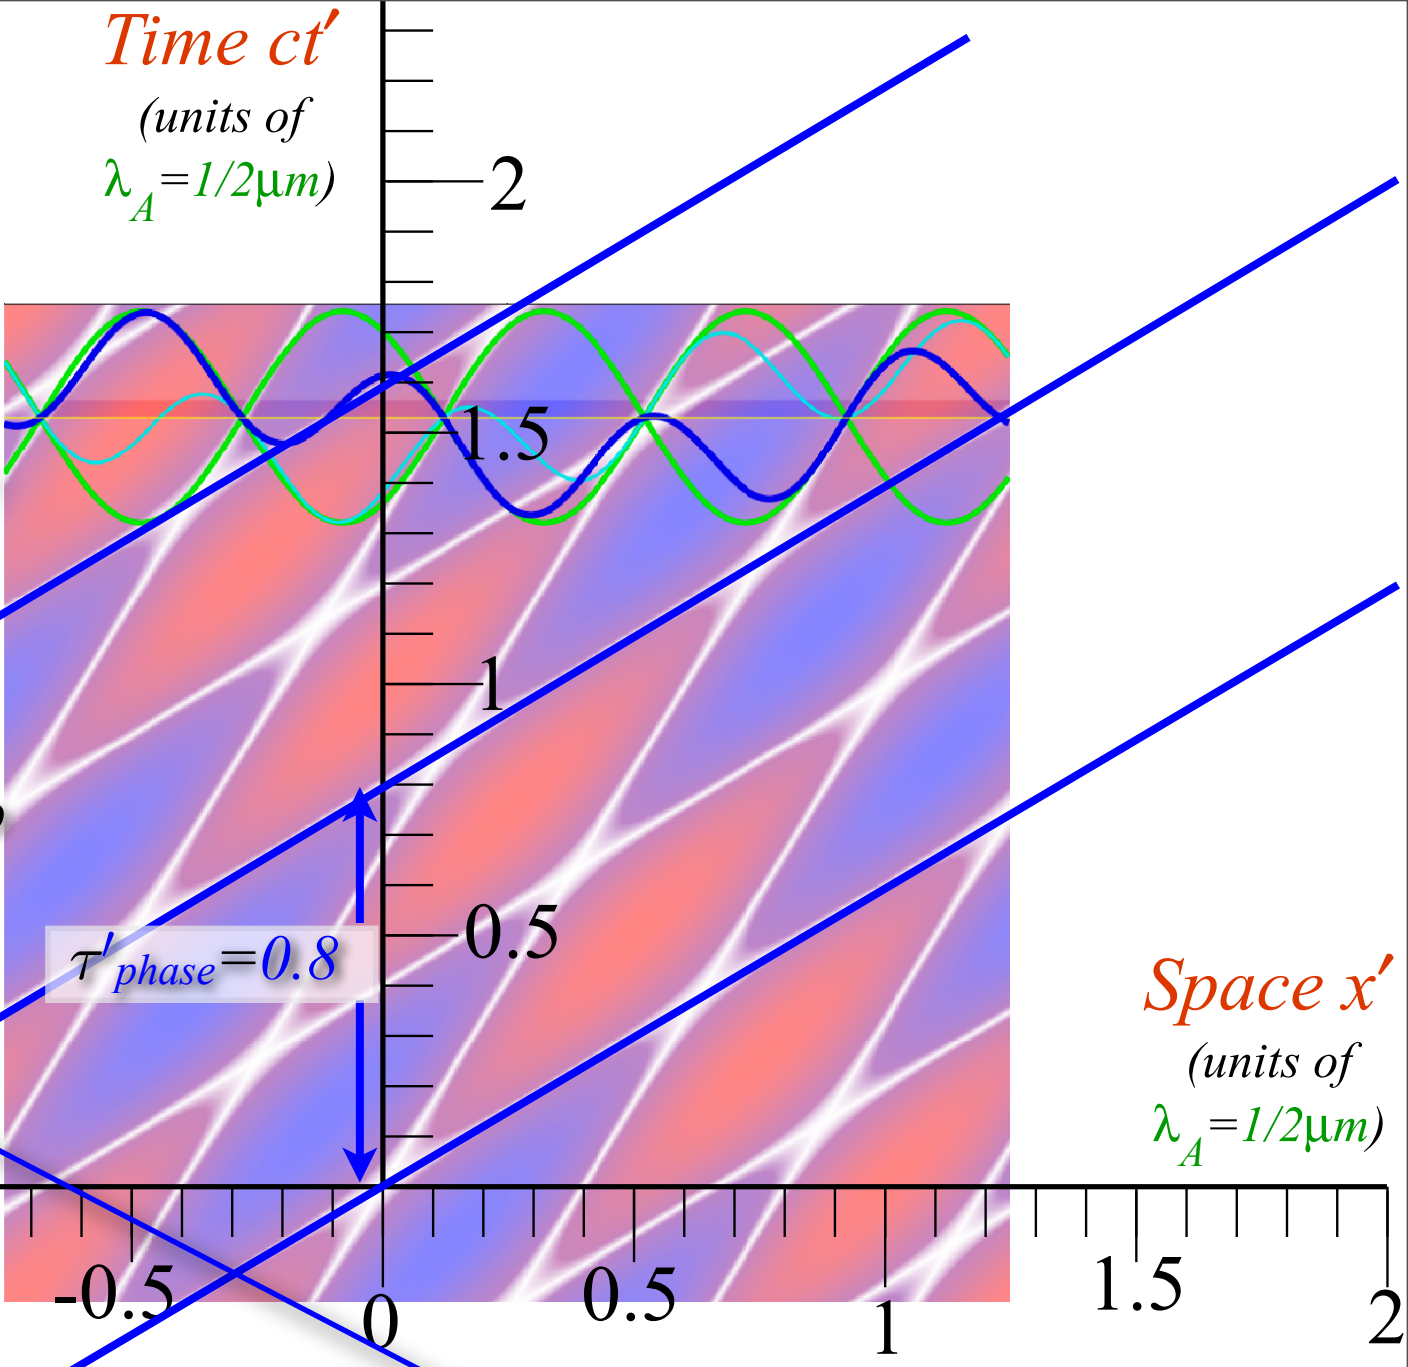 Time ct′
(units of
λA=1/2μm)
2
1.5
1
0.5
τ′phase=0.8
Space x′
(units of
λA=1/2μm)
-0.5
0
0.5
1
1.5
2